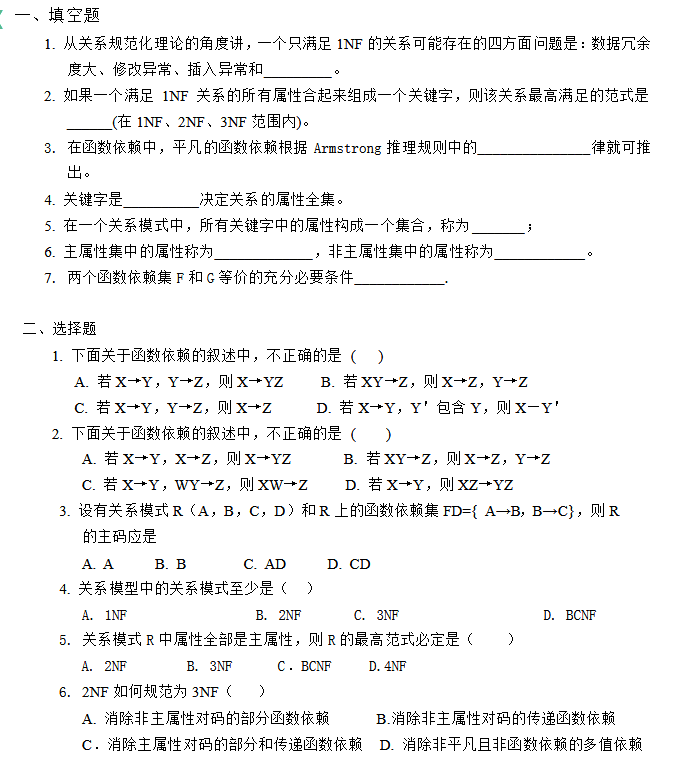 一、填空题
1. 从关系规范化理论的角度讲，一个只满足 1NF 的关系可能存在的四方面问题是：数据冗余
度大、修改异常、插入异常和_________。
2. 如果一个满足 1NF 关系的所有属性合起来组成一个关键字，则该关系最高满足的范式是
______(在 1NF、2NF、3NF 范围内)。
3. 在函数依赖中，平凡的函数依赖根据 Armstrong 推理规则中的_______________律就可推
出。
4. 关键字是__________决定关系的属性全集。
5. 在一个关系模式中，所有关键字中的属性构成一个集合，称为_______；
6. 主属性集中的属性称为_____________，非主属性集中的属性称为____________。
7. 两个函数依赖集 F 和 G 等价的充分必要条件____________.
二、选择题
1. 下面关于函数依赖的叙述中，不正确的是 ( )
A. 若 X→Y，Y→Z，则 X→YZ B. 若 XY→Z，则 X→Z，Y→Z
C. 若 X→Y，Y→Z，则 X→Z D. 若 X→Y，Y′包含 Y，则 X－Y′
2. 下面关于函数依赖的叙述中，不正确的是 ( )
A. 若 X→Y，X→Z，则 X→YZ B. 若 XY→Z，则 X→Z，Y→Z
C. 若 X→Y，WY→Z，则 XW→Z D. 若 X→Y，则 XZ→YZ
3. 设有关系模式 R（A，B，C，D）和 R 上的函数依赖集 FD={ A→B，B→C}，则 R
的主码应是
A. A B. B C. AD D. CD
4. 关系模型中的关系模式至少是（ ）
A. 1NF B. 2NF C. 3NF D. BCNF
5. 关系模式 R 中属性全部是主属性，则 R 的最高范式必定是（ ）
A. 2NF B. 3NF C．BCNF D.4NF
6. 2NF 如何规范为 3NF（ ）
A. 消除非主属性对码的部分函数依赖 B.消除非主属性对码的传递函数依赖
C．消除主属性对码的部分和传递函数依赖 D. 消除非平凡且非函数依赖的多值依赖